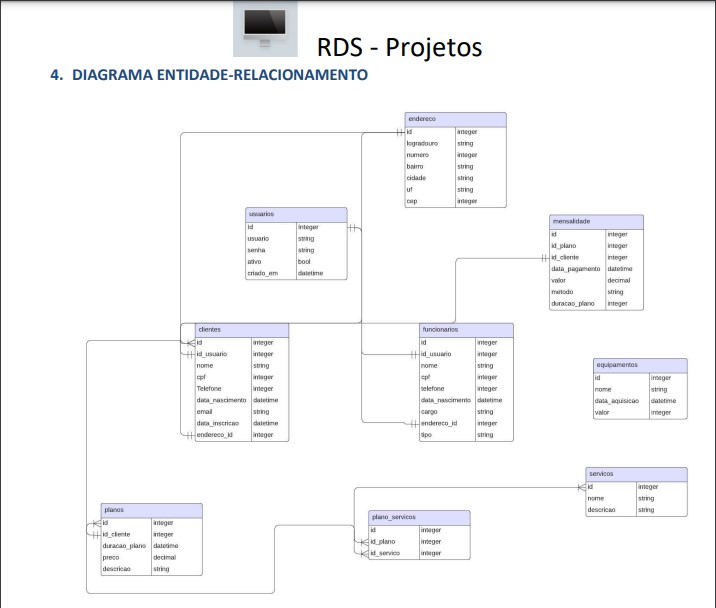 RDS - Projetos
4. DIAGRAMA ENTIDADE-RELACIONAMENTO
endereco
id integer
logradouro string
numero integer
bairro string
cidade string
uf string
cep integer
usuarios
Id Integer
usuario string
senha string
ativo bool
criado_em datetime
mensalidade
id integer
id_plano integer
id_cliente integer
data_pagamento datetime
valor decimal
metodo string
duracao_plano integer
clientes
id integer
id_usuario integer
nome string
cpf integer
Telefone integer
data_nascimento datetime
email string
data_inscricao datetime
endereco_id integer
funcionarios
id integer
id_usuario integer
nome string
cpf integer
telefone integer
data_nascimento datetime
cargo string
endereco_id integer
tipo string
equipamentos
id integer
nome string
data_aquisicao datetime
valor integer
servicos
id integer
nome string
descricao string
planos
id integer
id_cliente integer
duracao_plano datetime
preco decimal
descricao string
plano_servicos
id integer
id_plano integer
id_servico integer